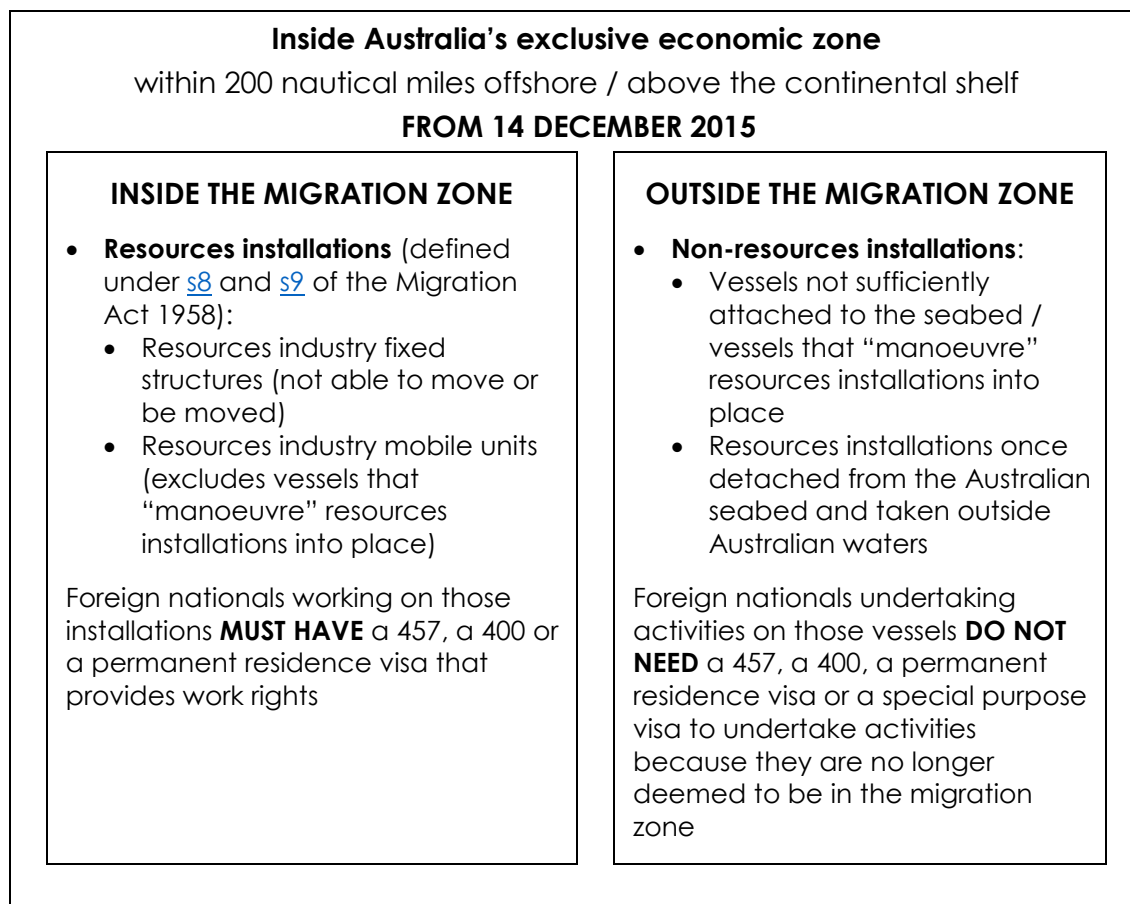 Inside Australia’s exclusive economic zone
within 200 nautical miles offshore / above the continental shelf
FROM 14 DECEMBER 2015
INSIDE THE MIGRATION ZONE
• Resources installations (defined
under s8 and s9 of the Migration
Act 1958):
• Resources industry fixed
structures (not able to move or
be moved)
• Resources industry mobile units
(excludes vessels that
“manoeuvre” resources
installations into place)
Foreign nationals working on those
installations MUST HAVE a 457, a 400 or
a permanent residence visa that
provides work rights
OUTSIDE THE MIGRATION ZONE
• Non-resources installations:
• Vessels not sufficiently
attached to the seabed /
vessels that “manoeuvre”
resources installations into
place
• Resources installations once
detached from the Australian
seabed and taken outside
Australian waters
Foreign nationals undertaking
activities on those vessels DO NOT
NEED a 457, a 400, a permanent
residence visa or a special purpose
visa to undertake activities
because they are no longer
deemed to be in the migration
zone